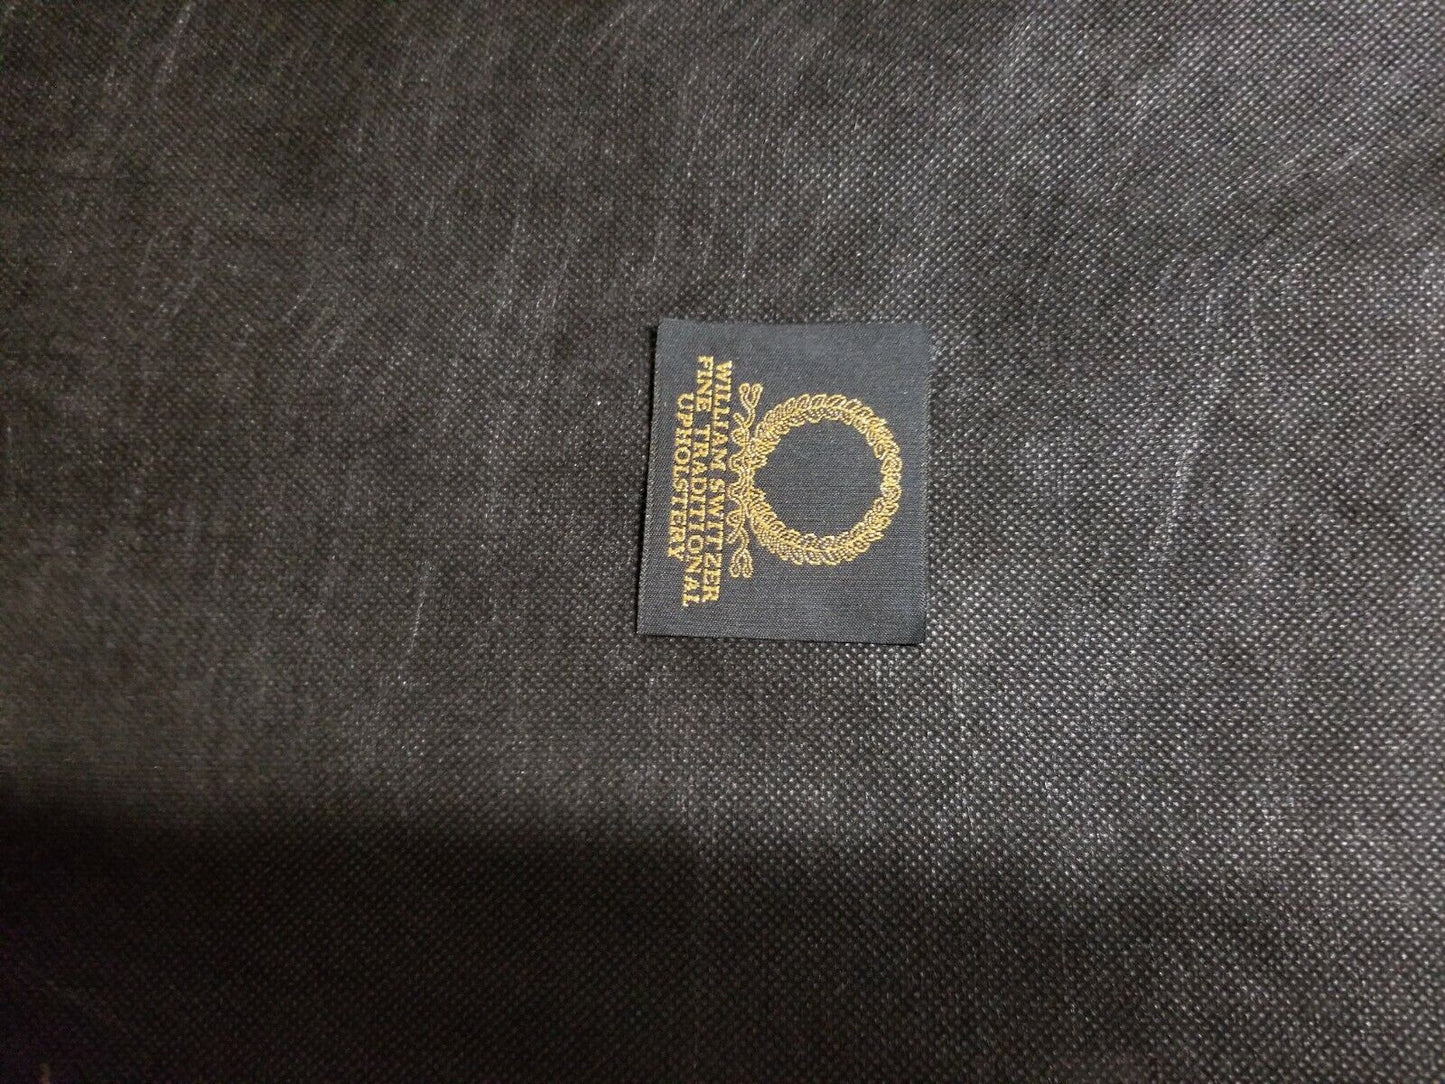 WILLIAM SWITZER
FINE TRADITIONAL
UPHOLSTERY